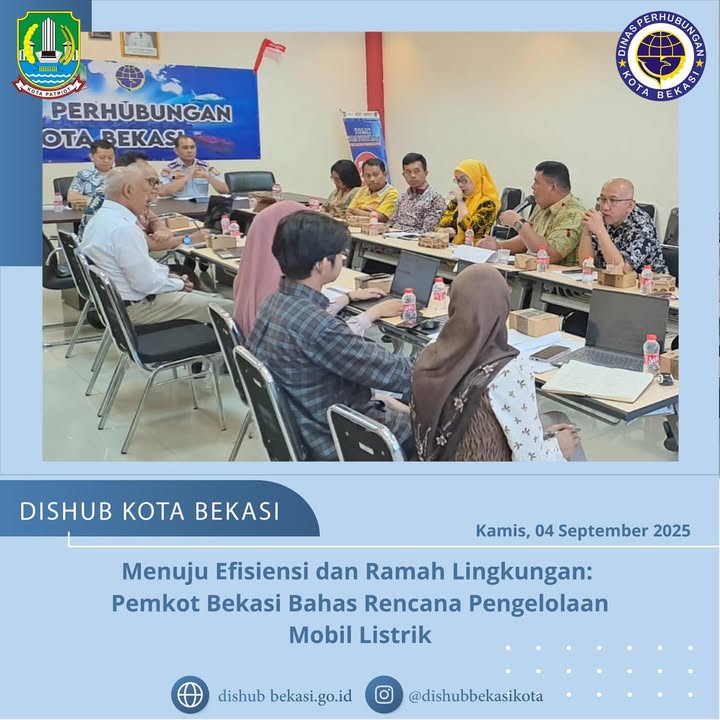 KOTA PATRIOT
DINAS PERHUBUNGAN
KOTA BEKASI
PERHUBUNGAN
KOTA BEKASI
DISHUB KOTA BEKASI
Kamis, 04 September 2025
Menuju Efisiensi dan Ramah Lingkungan:
Pemkot Bekasi Bahas Rencana Pengelolaan
Mobil Listrik
dishub bekasi.go.id
@dishubbekasikota